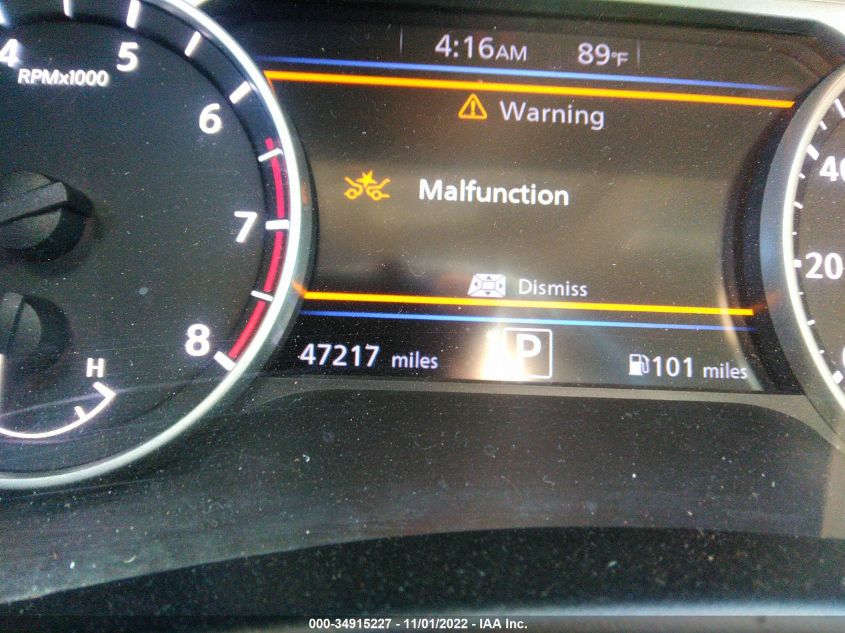 4:16AM 89°F
4 5 6 7 8
RPMx1000
Warning
Malfunction
Dismiss
H
47217 miles P 101 miles
40
20
000-34915227 - 11/01/2022 - IAA Inc.